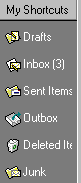 My Shortcuts
Drafts
Inbox (3)
Sent Items
Outbox
Deleted Ite
Junk